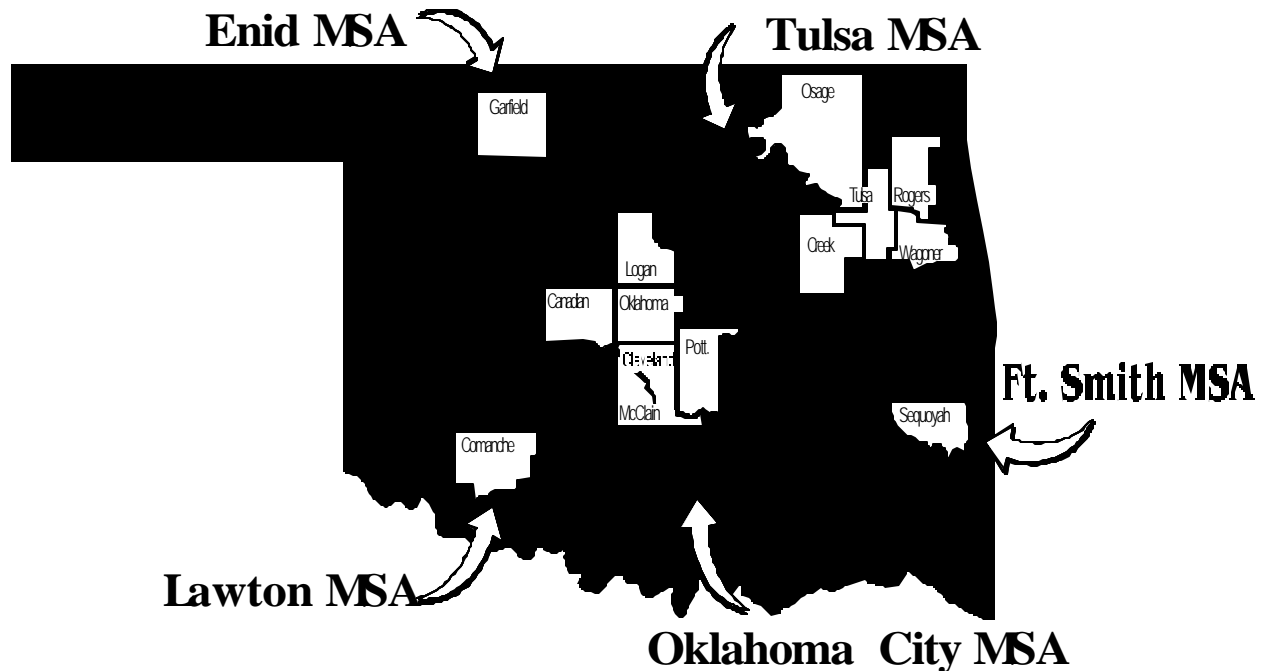 Enid MSA
Tulsa MSA
Osage
Garfield
Tulsa
Rogers
Creek
Wagoner
Logan
Canadian
Oklahoma
Cleveland
Pott.
McClain
Ft. Smith MSA
Sequoyah
Comanche
Lawton MSA
Oklahoma City MSA